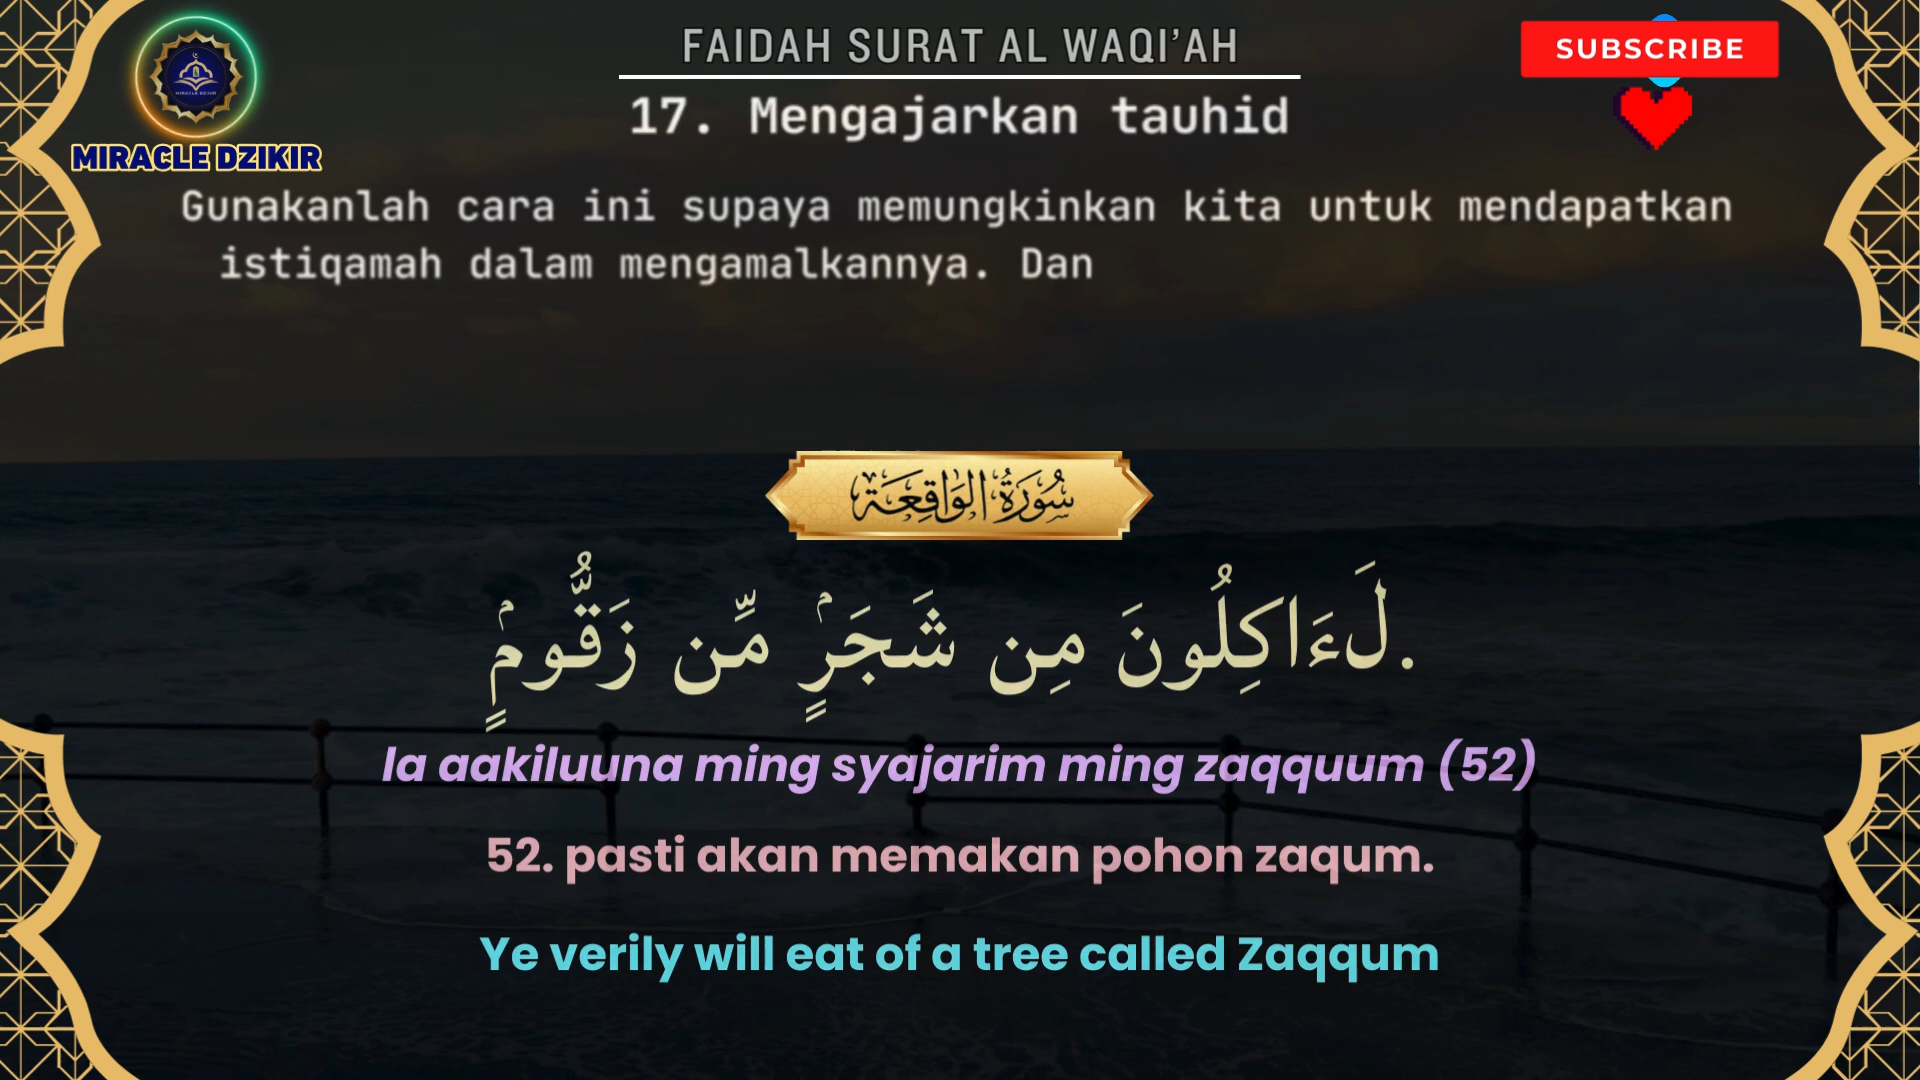 FAIDAH SURAT AL WAQI’AH
SUBSCRIBE
17. Mengajarkan tauhid
MIRACLE DZIKIR
Gunakanlah cara ini supaya memungkinkan kita untuk mendapatkan
istiqamah dalam mengamalkannya. Dan
سُورَةُ الوَاقِعَة
لَءَاكِلُونَ مِن شَجَرٍۢ مِّن زَقُّومٍۢ.
la aakiluuna ming syajarim ming zaqquum (52)
52. pasti akan memakan pohon zaqum.
Ye verily will eat of a tree called Zaqqum